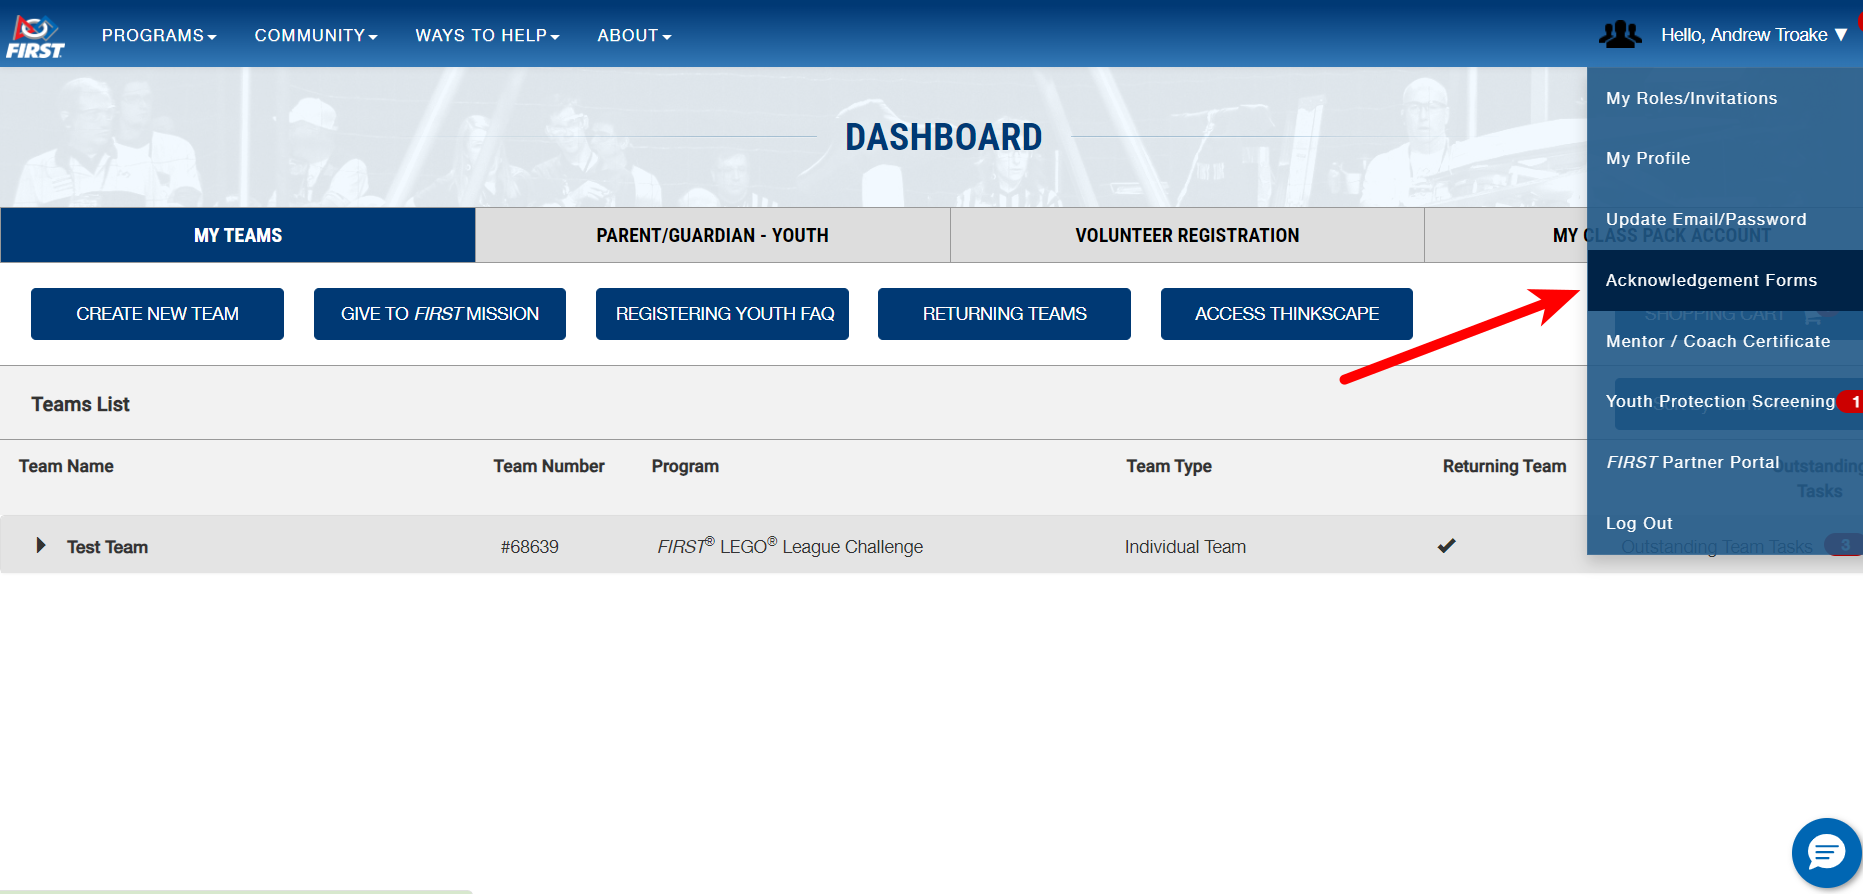 FIRST
PROGRAMS
COMMUNITY
WAYS TO HELP
ABOUT
Hello, Andrew Troake ▼
My Roles/Invitations
My Profile
Update Email/Password
Acknowledgement Forms
Mentor / Coach Certificate
Youth Protection Screening 1
FIRST Partner Portal
Log Out
DASHBOARD
MY TEAMS
PARENT/GUARDIAN - YOUTH
VOLUNTEER REGISTRATION
MY CLASS PACK ACCOUNT
CREATE NEW TEAM
GIVE TO FIRST MISSION
REGISTERING YOUTH FAQ
RETURNING TEAMS
ACCESS THINKSCAPE
SHOPPING CART
Teams List
Team Name
Team Number
Program
Team Type
Returning Team
Outstanding
Tasks
Test Team
#68639
FIRST® LEGO® League Challenge
Individual Team
Outstanding Team Tasks 3